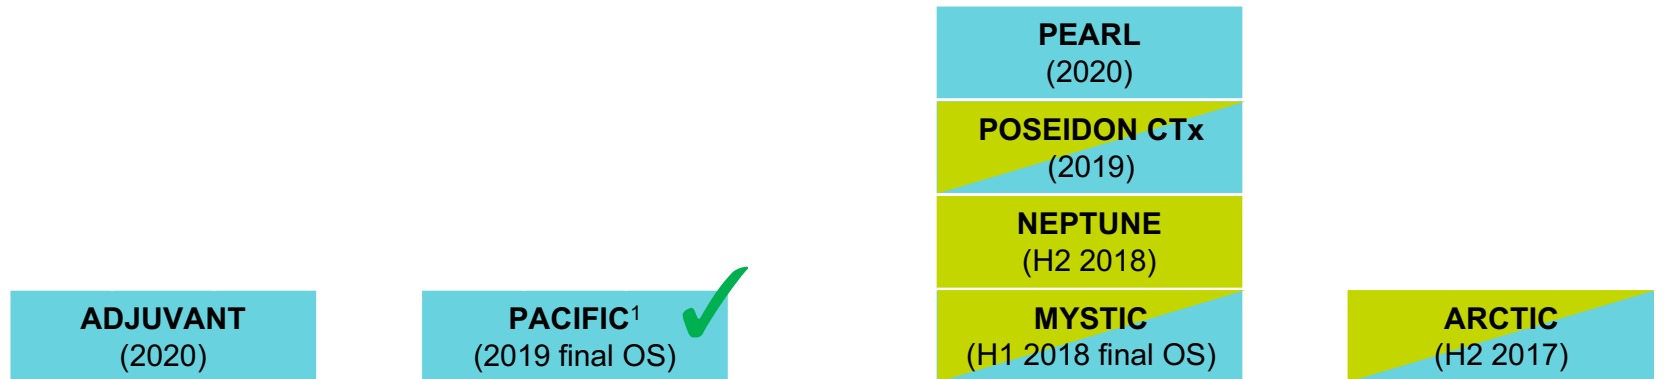 PEARL
(2020)
POSEIDON CTx
(2019)
NEPTUNE
(H2 2018)
ADJUVANT
(2020)
PACIFIC¹
(2019 final OS)
MYSTIC
(H1 2018 final OS)
ARCTIC
(H2 2017)